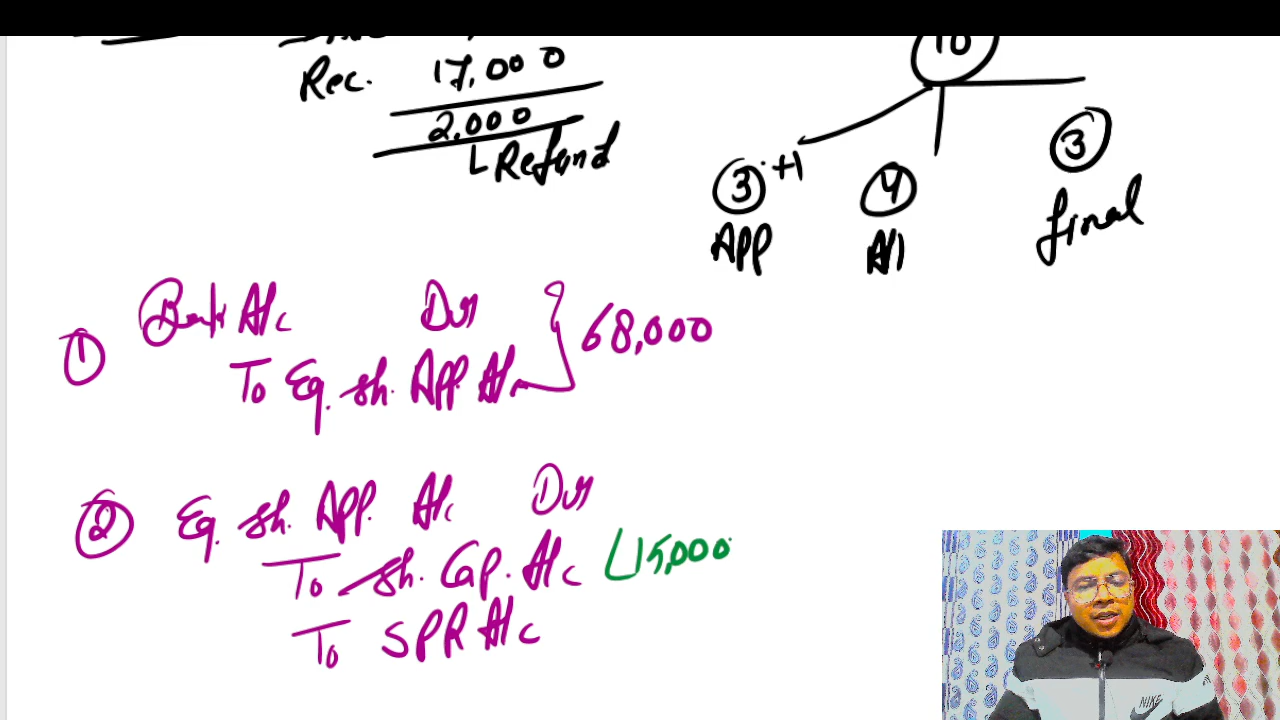 Rec. 17,000
2,000
Refund
10
3 +1
4
3
App
All
final
① Bank A/c Dr
To Eq. sh. App. A/c
68,000
② Eq. sh. App. A/c Dr
To sh. Cap. A/c 15,000
To SPR A/c
NIKE